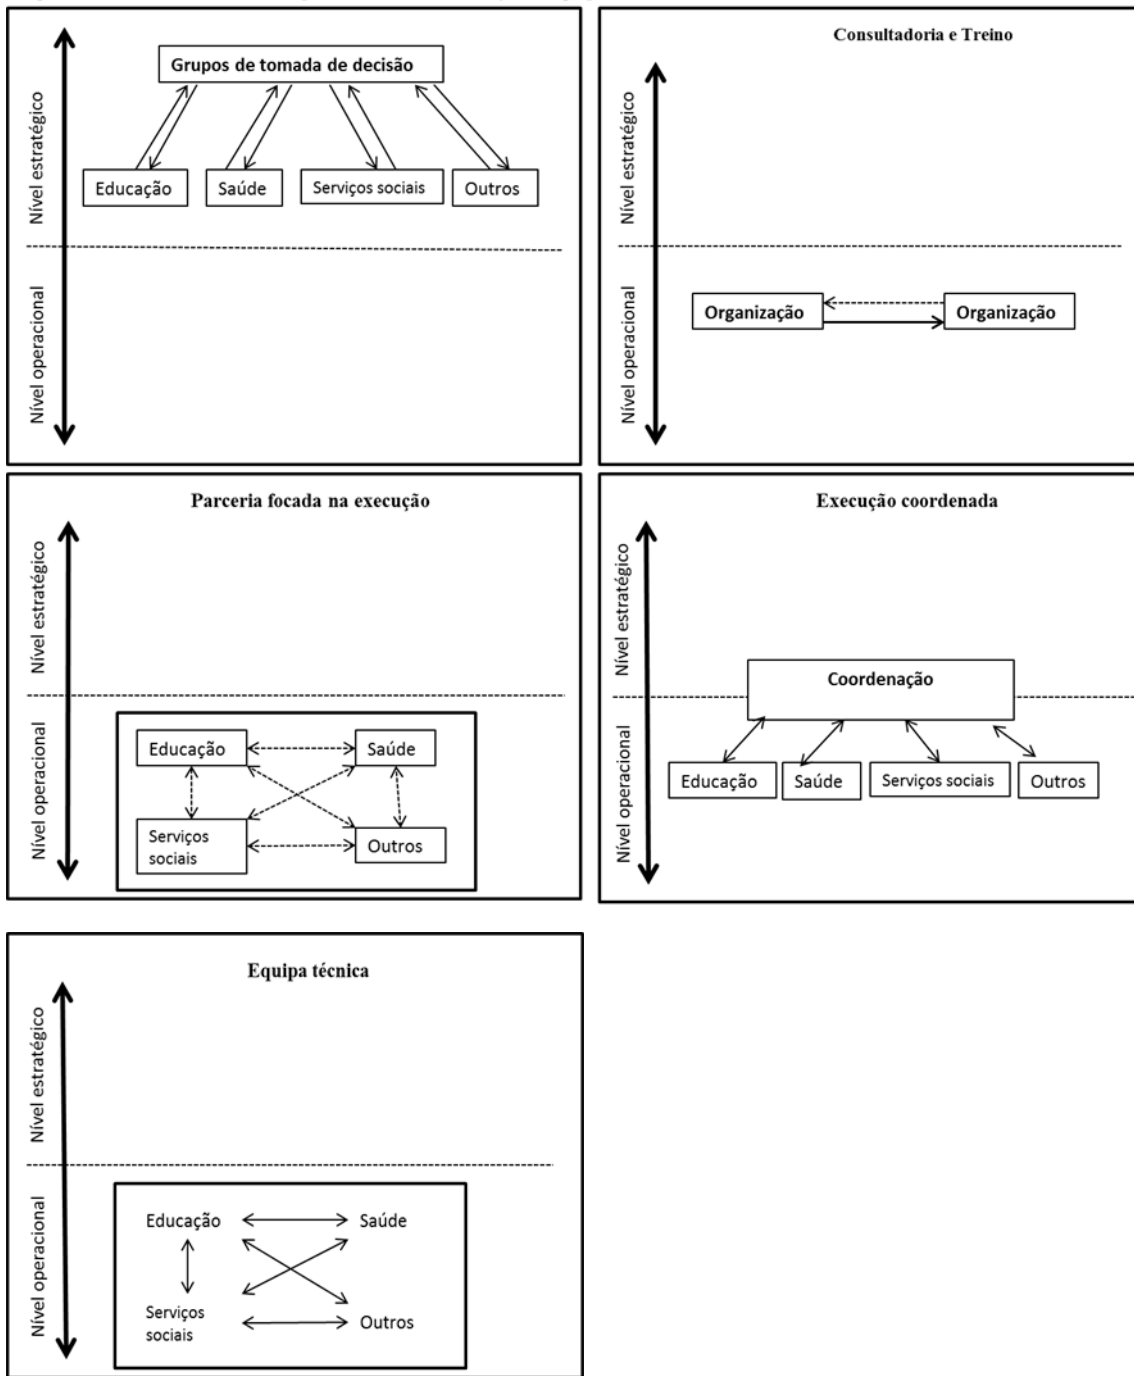 Grupos de tomada de decisão
Educação
Saúde
Serviços sociais
Outros
Nível estratégico
Nível operacional
Consultadoria e Treino
Nível estratégico
Nível operacional
Organização
Organização
Parceria focada na execução
Nível estratégico
Nível operacional
Educação
Saúde
Serviços
sociais
Outros
Execução coordenada
Nível estratégico
Nível operacional
Coordenação
Educação
Saúde
Serviços sociais
Outros
Equipa técnica
Nível estratégico
Nível operacional
Educação
Saúde
Serviços
sociais
Outros